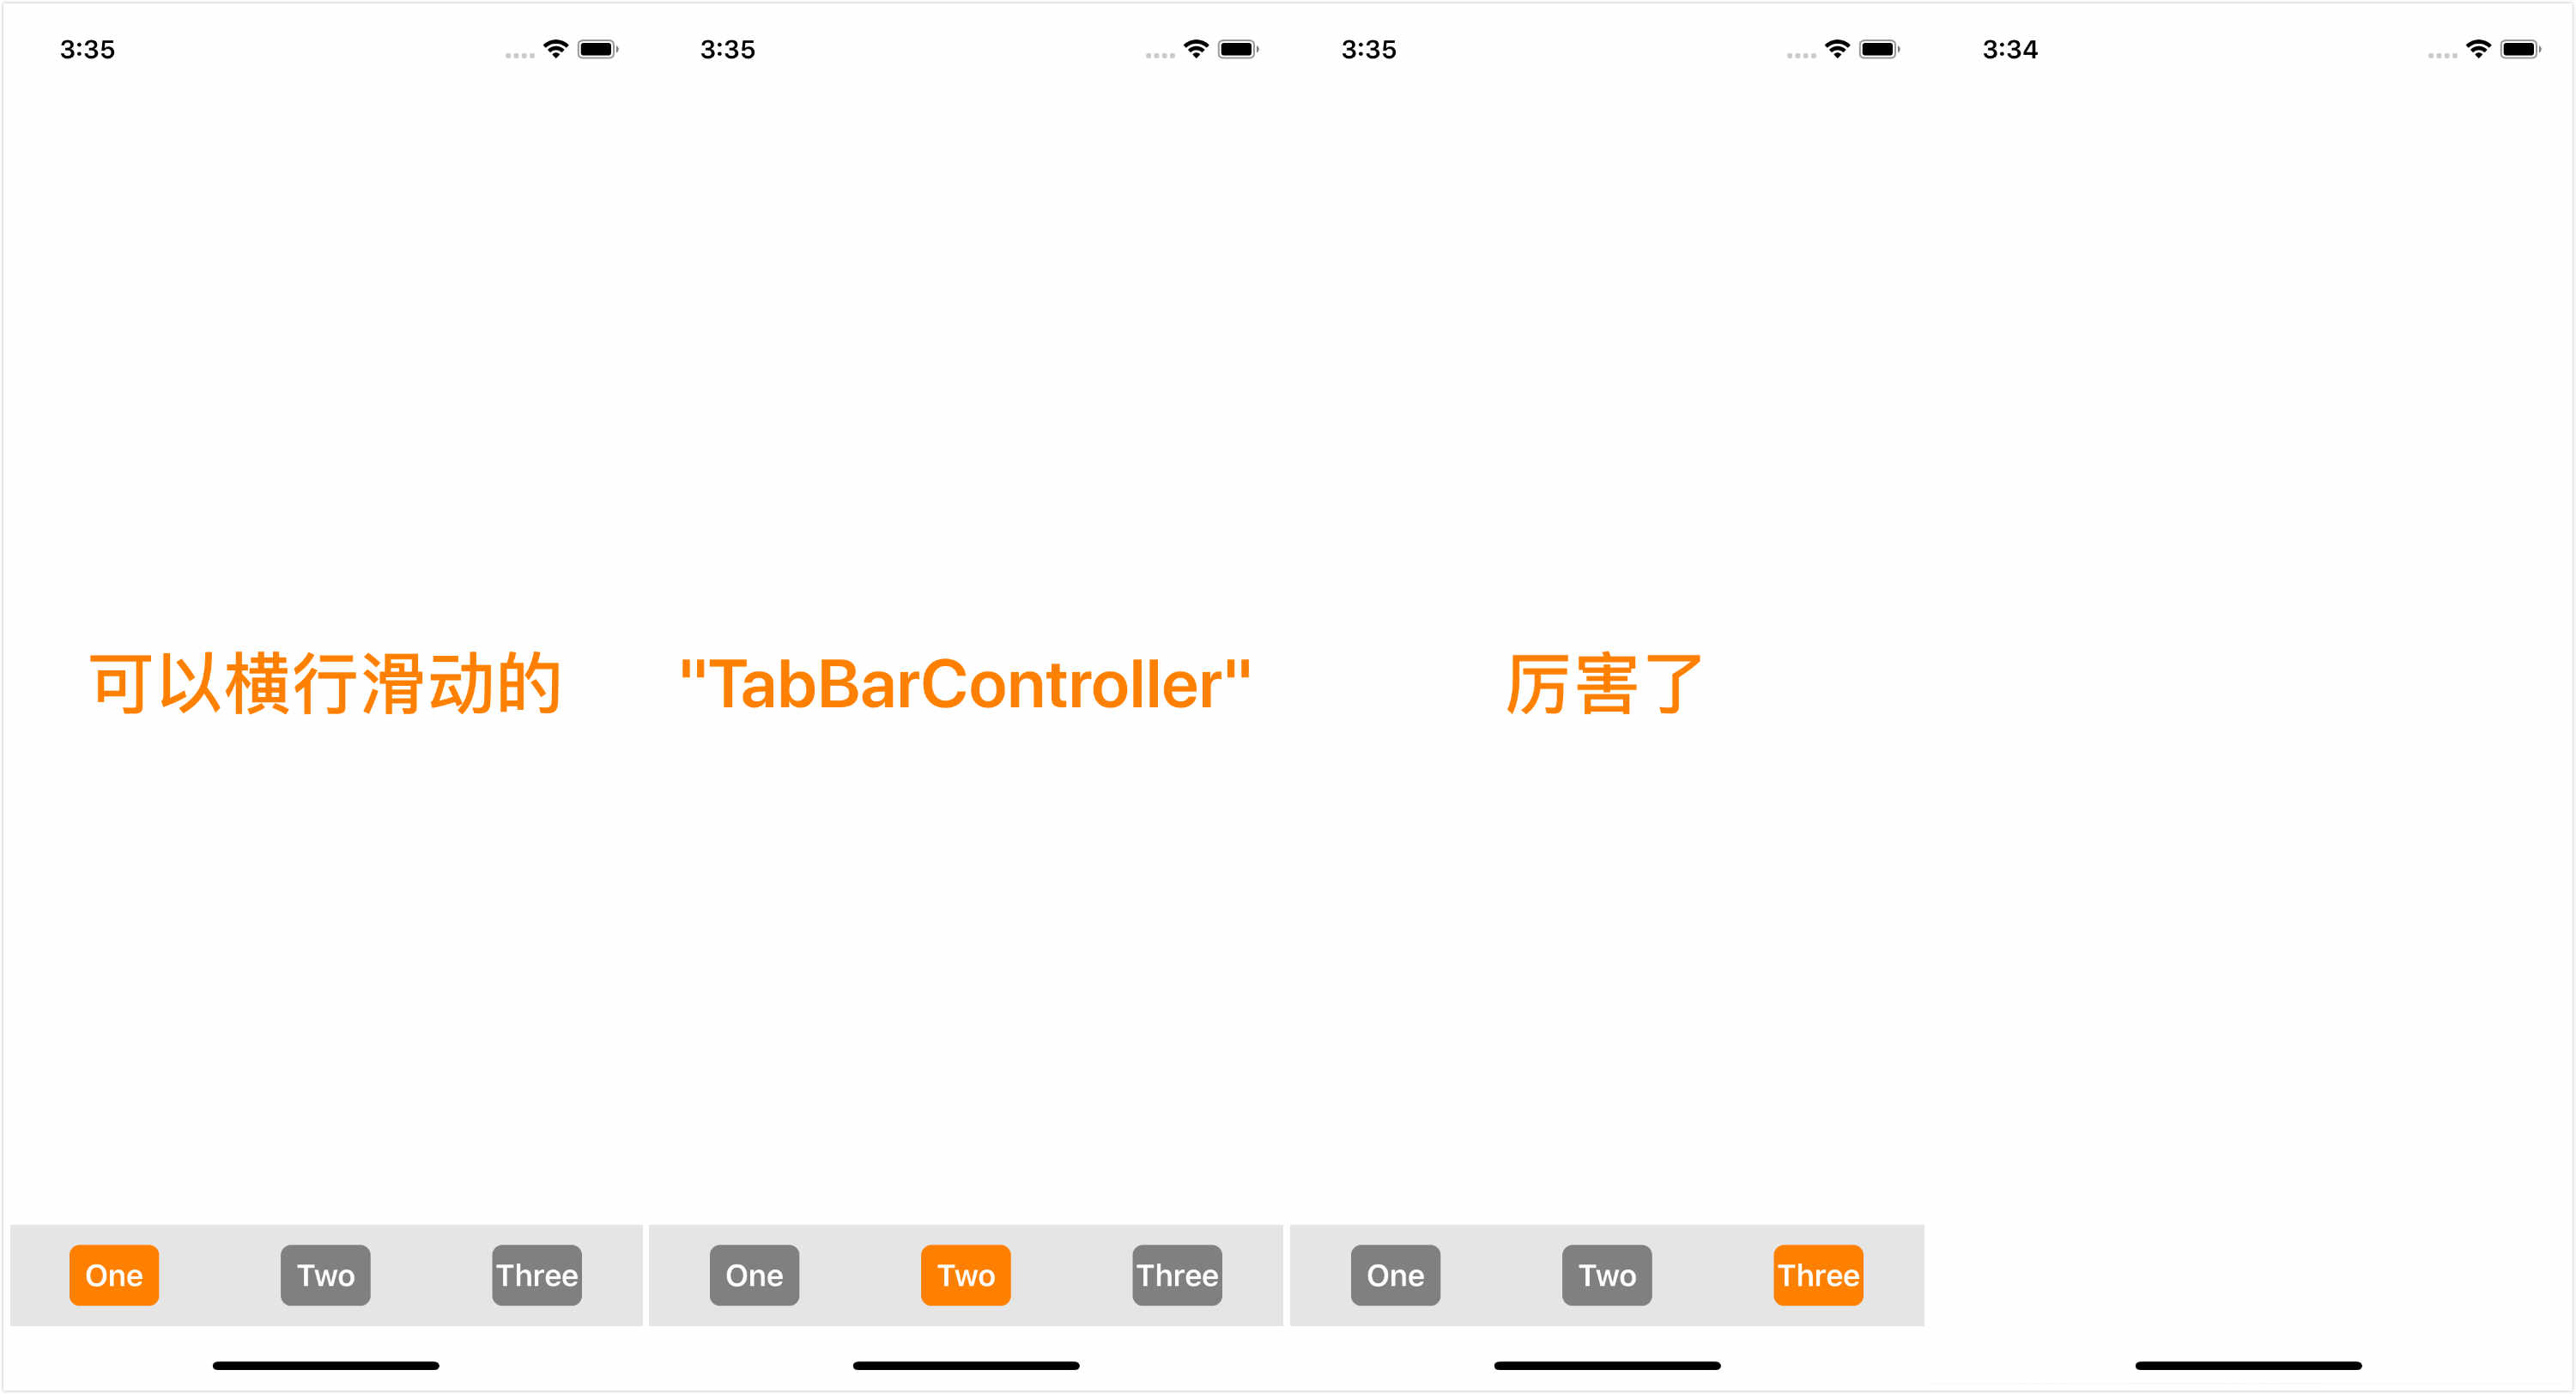 3:35
可以横行滑动的
One
Two
Three
3:35
"TabBarController"
One
Two
Three
3:35
厉害了
One
Two
Three
3:34